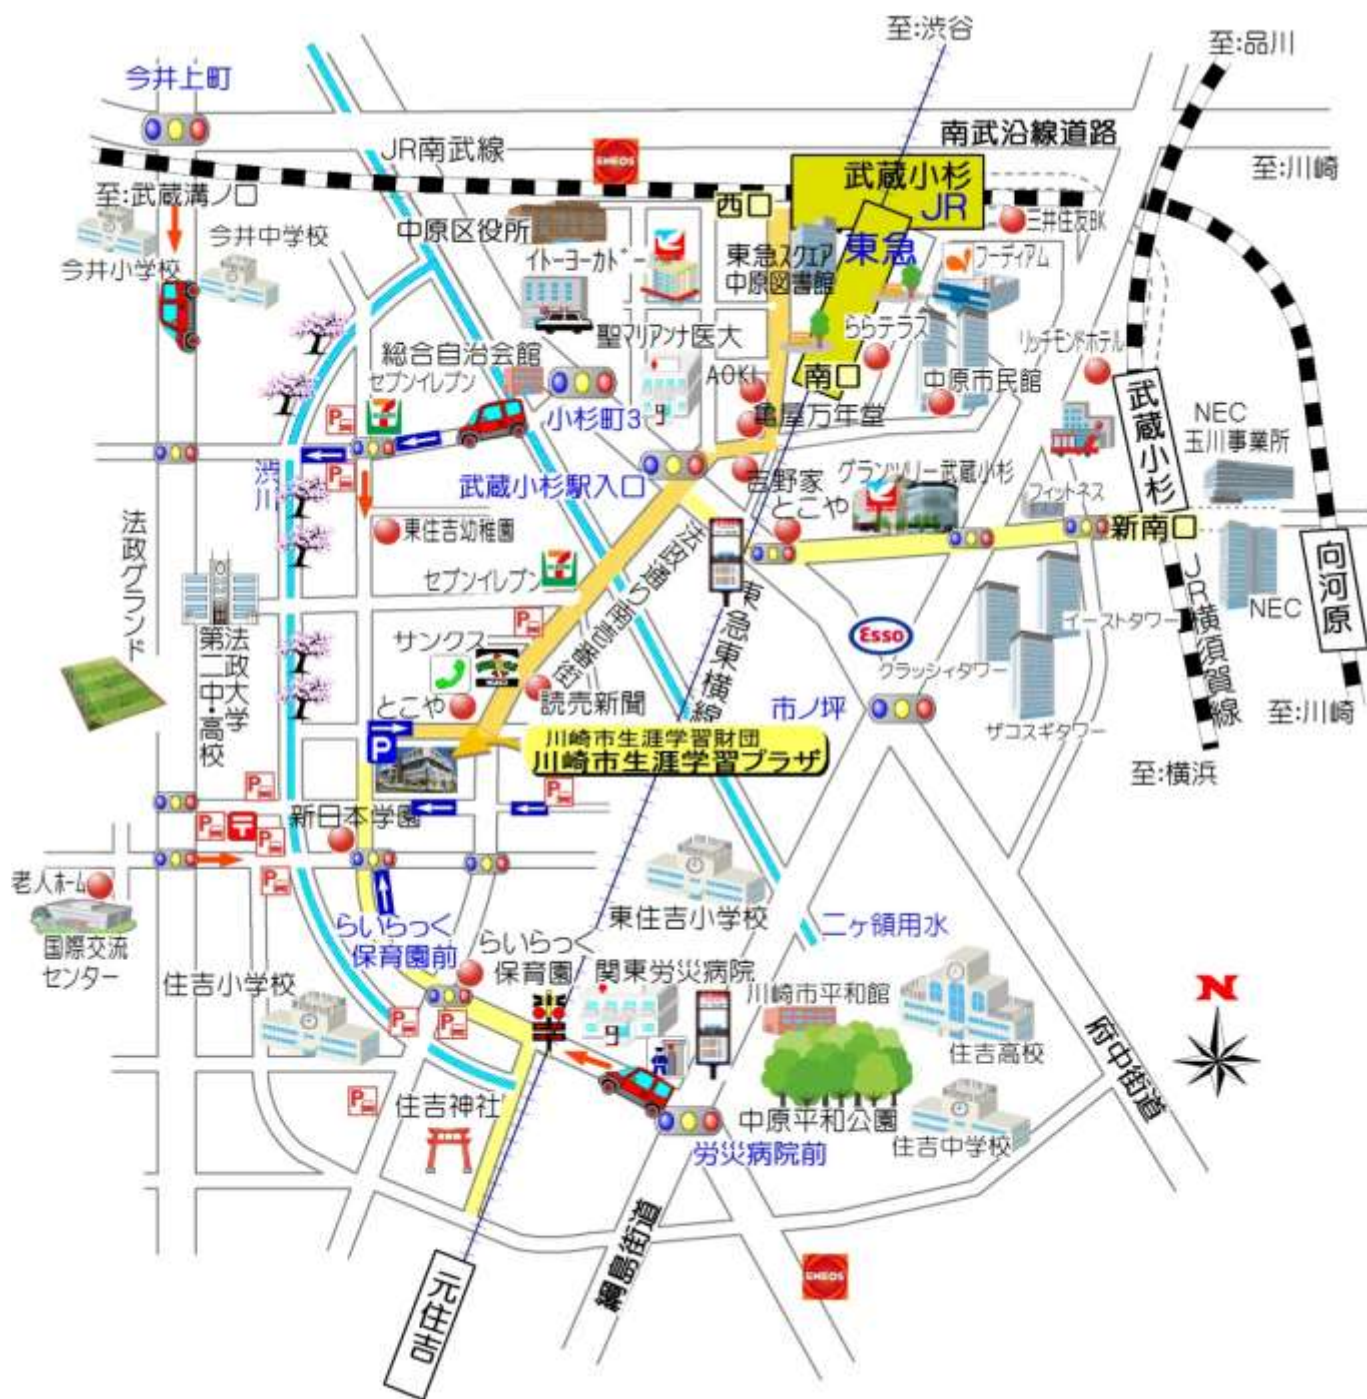 至:渋谷
至:品川
今井上町
南武沿線道路
JR南武線
ENEOS
至:川崎
武蔵小杉
JR
至:武蔵溝ノ口
西口
三井住友BK
今井中学校
中原区役所
東急スクエア
東急
フーディアム
今井小学校
イトーヨーカドー
中原図書館
聖マリアンナ医大
ららテラス
リッチモンドホテル
総合自治会館
セブンイレブン
AOKI
南口
中原市民館
武蔵小杉
NEC
玉川事業所
小杉町3
亀屋万年堂
渋川
武蔵小杉駅入口
吉野家
グランツリー武蔵小杉
とこや
フィットネス
法政グランド
東住吉幼稚園
新南口
向河原
セブンイレブン
法政通り商店壱番街
東急東横線
JR横須賀線
NEC
法政大学
第二中・高校
サンクス
Esso
イーストタワー
グラッシィタワー
とこや
読売新聞
市ノ坪
ザコスギタワー
至:川崎
P
川崎市生涯学習財団
川崎市生涯学習プラザ
至:横浜
新日本学園
老人ホーム
国際交流
センター
らいらっく
保育園前
らいらっく
保育園
東住吉小学校
二ヶ領用水
住吉小学校
関東労災病院
川崎市平和館
N
住吉高校
府中街道
住吉神社
中原平和公園
住吉中学校
労災病院前
綱島街道
元住吉
ENEOS